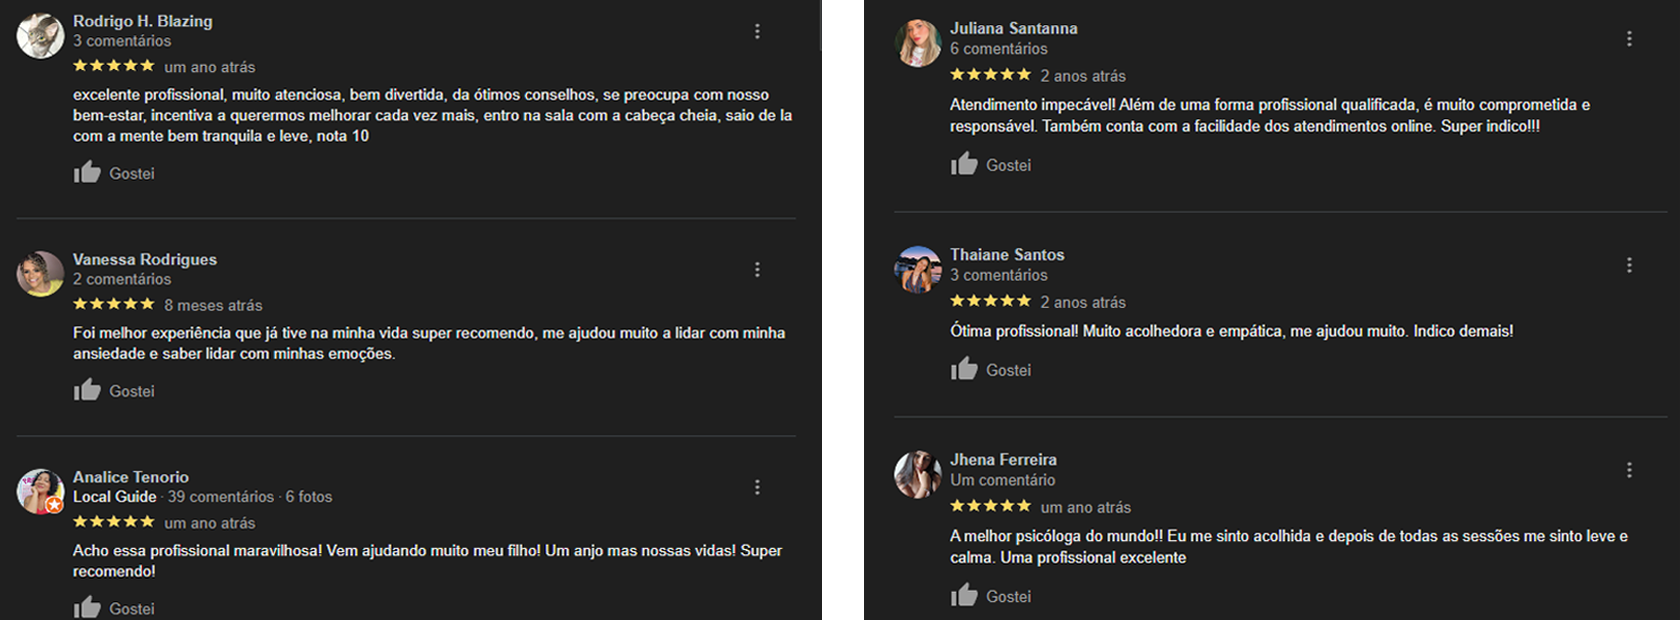 Rodrigo H. Blazing
3 comentários
um ano atrás
excelente profissional, muito atenciosa, bem divertida, da ótimos conselhos, se preocupa com nosso
bem-estar, incentiva a querermos melhorar cada vez mais, entro na sala com a cabeça cheia, saio de la
com a mente bem tranquila e leve, nota 10
Gostei
Vanessa Rodrigues
2 comentários
8 meses atrás
Foi melhor experiência que já tive na minha vida super recomendo, me ajudou muito a lidar com minha
ansiedade e saber lidar com minhas emoções.
Gostei
Analice Tenorio
Local Guide · 39 comentários · 6 fotos
um ano atrás
Acho essa profissional maravilhosa! Vem ajudando muito meu filho! Um anjo mas nossas vidas! Super
recomendo!
Gostei
Juliana Santanna
6 comentários
2 anos atrás
Atendimento impecável! Além de uma forma profissional qualificada, é muito comprometida e
responsável. Também conta com a facilidade dos atendimentos online. Super indico!!!
Gostei
Thaiane Santos
3 comentários
2 anos atrás
Ótima profissional! Muito acolhedora e empática, me ajudou muito. Indico demais!
Gostei
Jhena Ferreira
Um comentário
um ano atrás
A melhor psicóloga do mundo!! Eu me sinto acolhida e depois de todas as sessões me sinto leve e
calma. Uma profissional excelente
Gostei